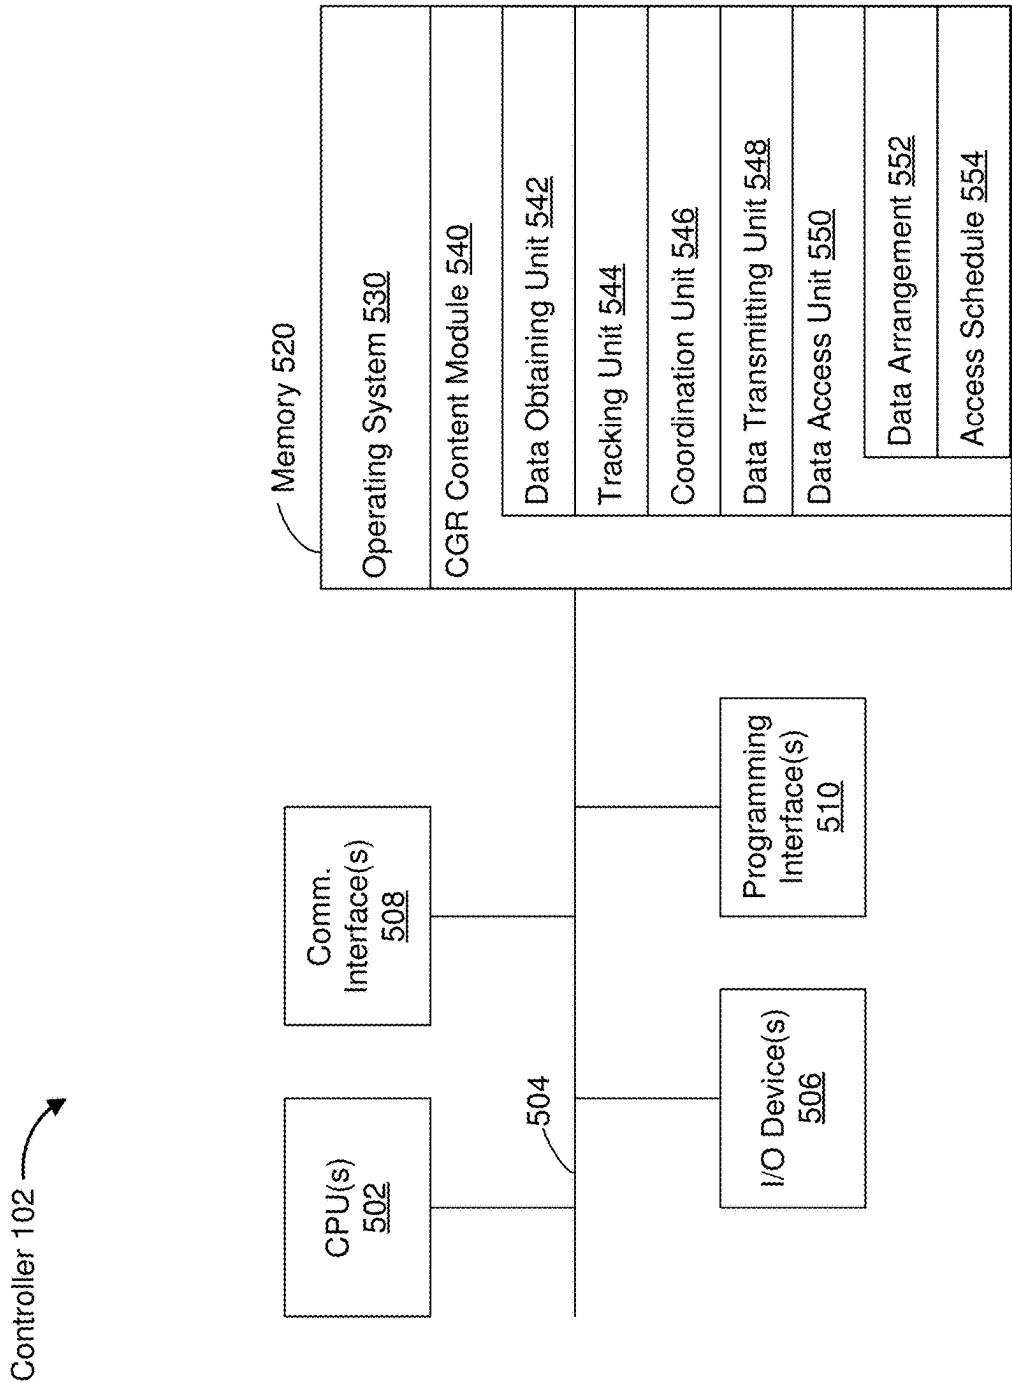 Controller 102
CPU(s)
502
Comm.
Interface(s)
508
504
I/O Device(s)
506
Programming
Interface(s)
510
Memory 520
Operating System 530
CGR Content Module 540
Data Obtaining Unit 542
Tracking Unit 544
Coordination Unit 546
Data Transmitting Unit 548
Data Access Unit 550
Data Arrangement 552
Access Schedule 554